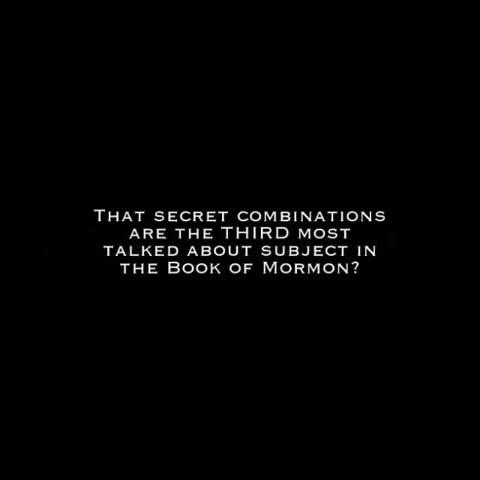 That secret combinations
are the THIRD most
talked about subject in
the Book of Mormon?